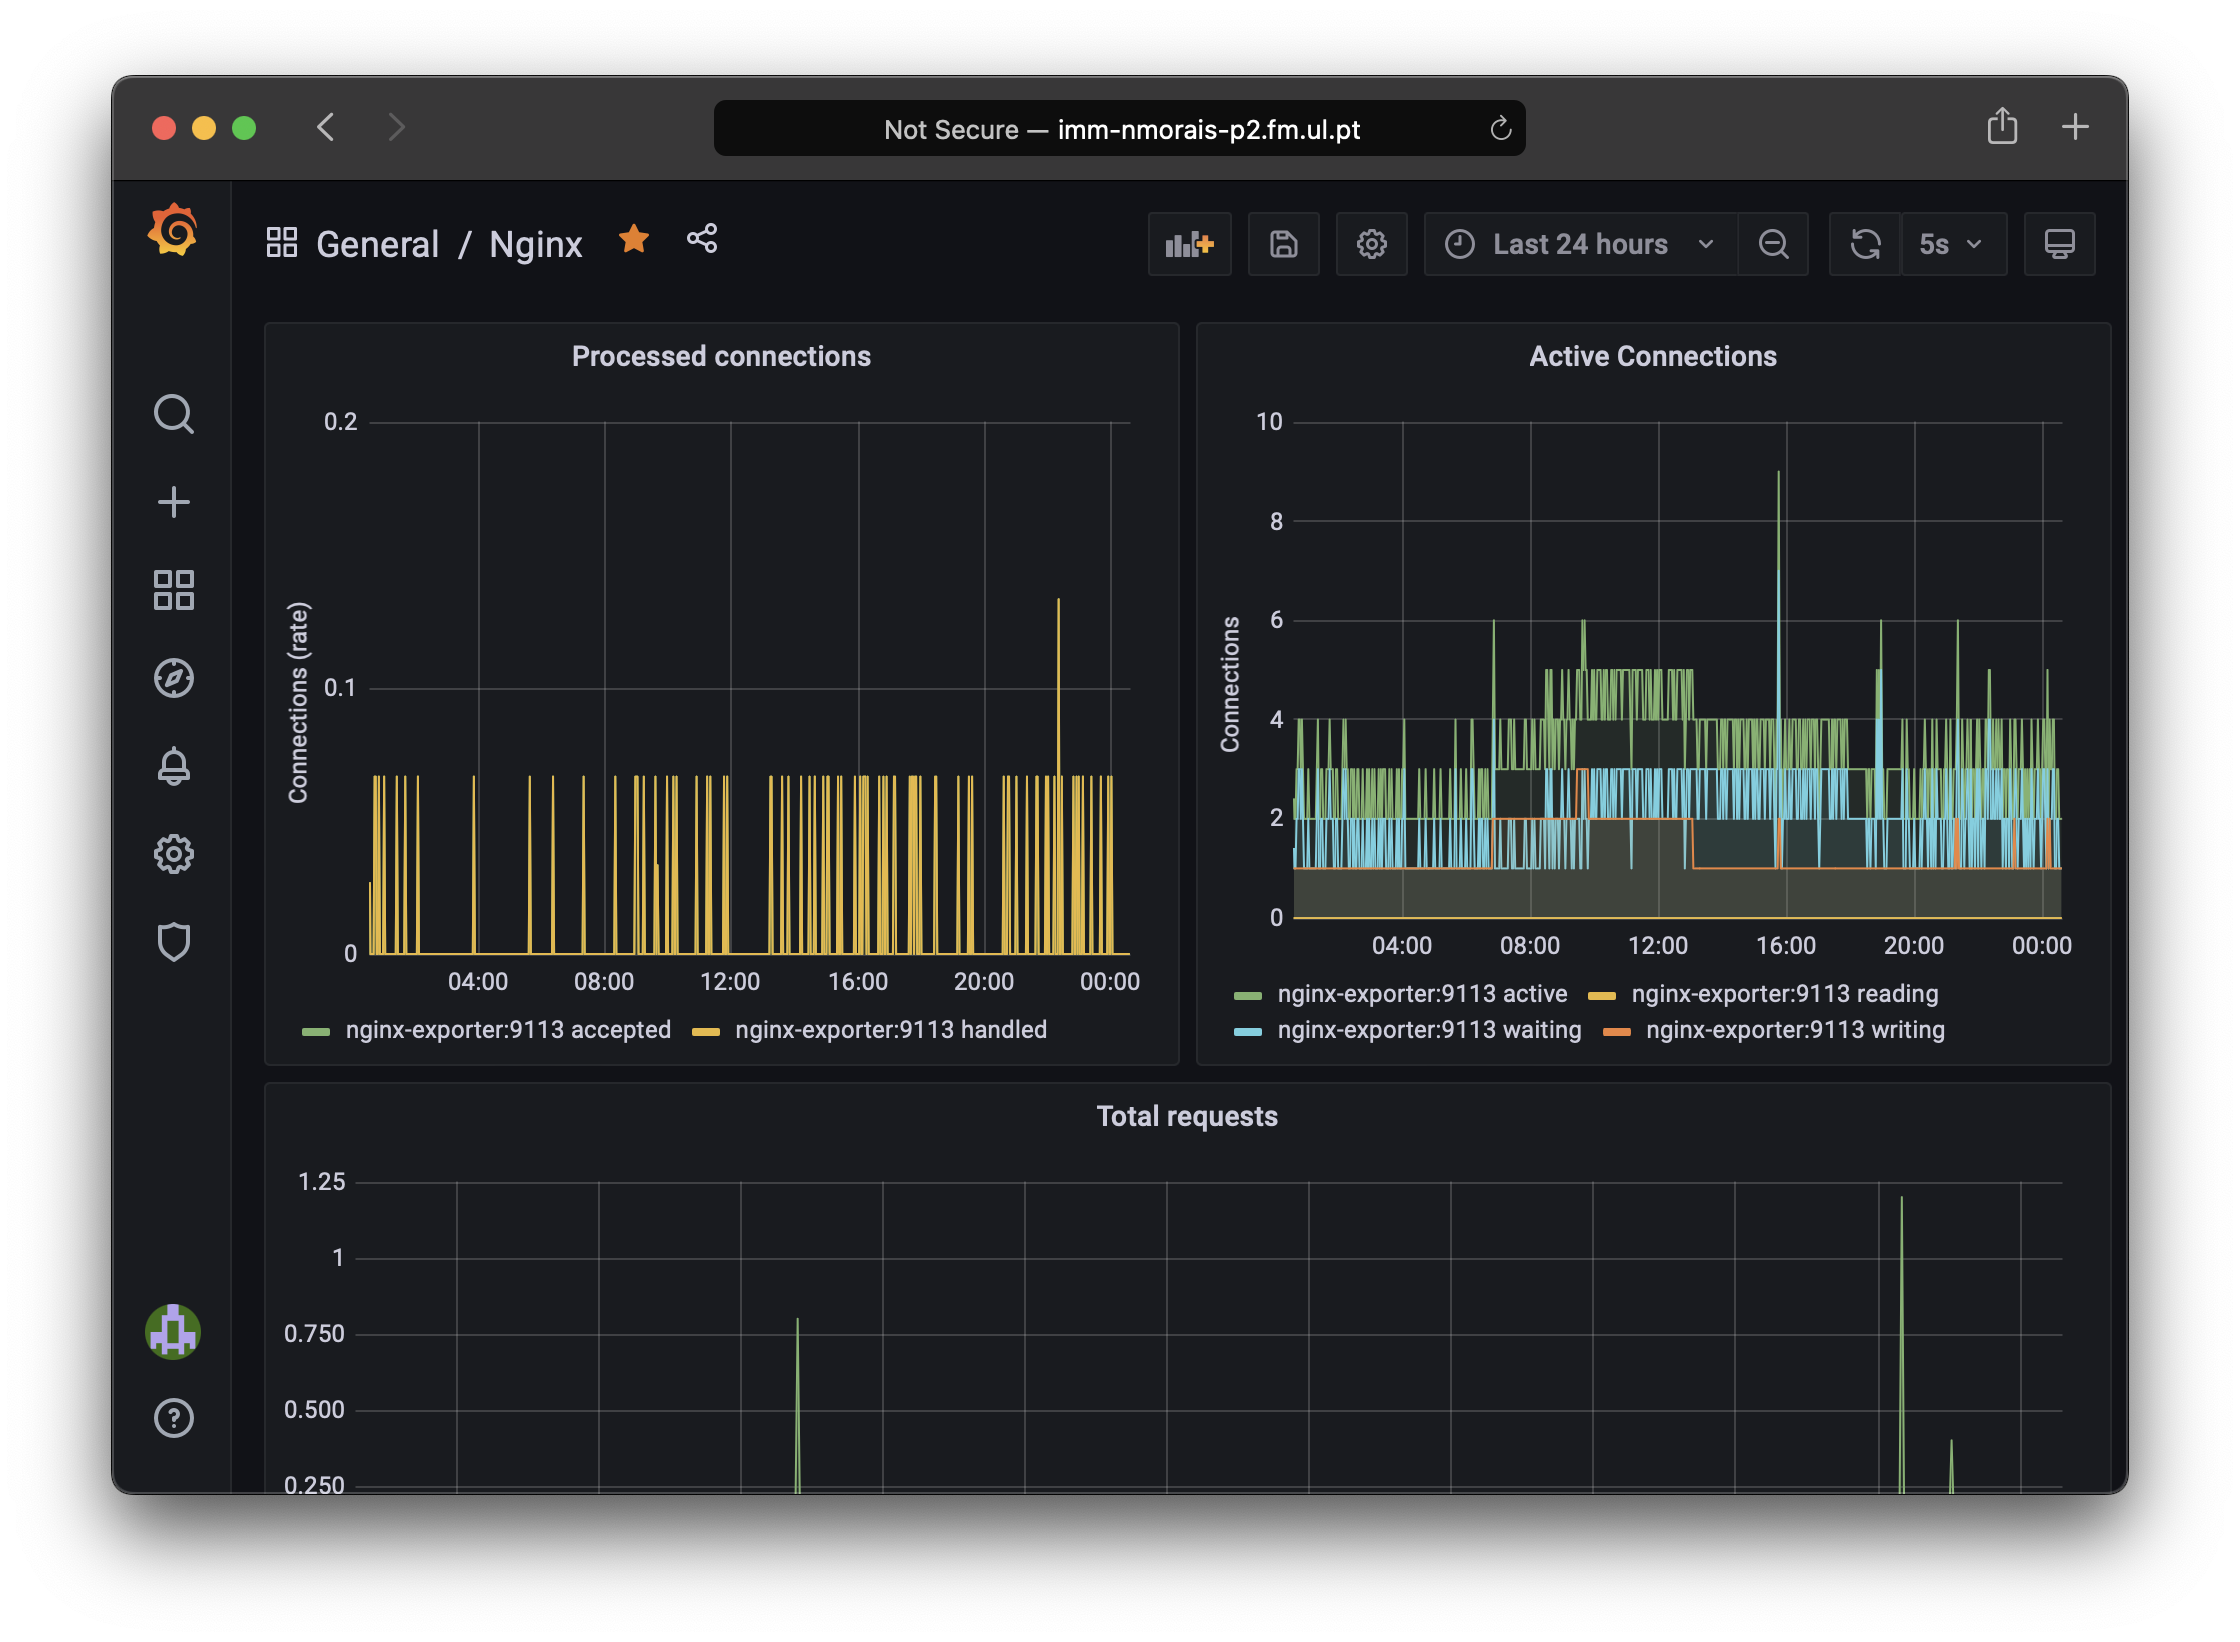 Not Secure — imm-nmorais-p2.fm.ul.pt
General / Nginx
Last 24 hours
5s
Processed connections
Connections (rate)
0.2
0.1
0
04:00 08:00 12:00 16:00 20:00 00:00
nginx-exporter:9113 accepted nginx-exporter:9113 handled
Active Connections
Connections
10
8
6
4
2
0
04:00 08:00 12:00 16:00 20:00 00:00
nginx-exporter:9113 active nginx-exporter:9113 reading
nginx-exporter:9113 waiting nginx-exporter:9113 writing
Total requests
1.25
1
0.750
0.500
0.250